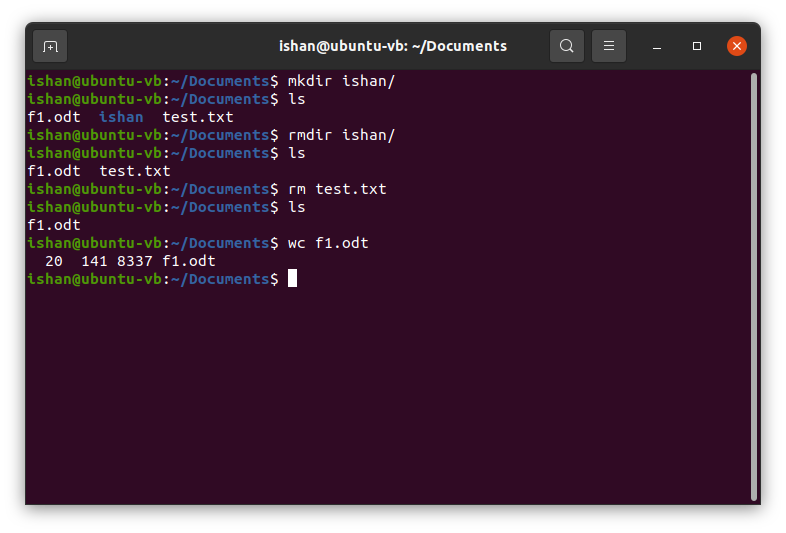 ishan@ubuntu-vb: ~/Documents
ishan@ubuntu-vb:~/Documents$ mkdir ishan/
ishan@ubuntu-vb:~/Documents$ ls
f1.odt  ishan  test.txt
ishan@ubuntu-vb:~/Documents$ rmdir ishan/
ishan@ubuntu-vb:~/Documents$ ls
f1.odt  test.txt
ishan@ubuntu-vb:~/Documents$ rm test.txt
ishan@ubuntu-vb:~/Documents$ ls
f1.odt
ishan@ubuntu-vb:~/Documents$ wc f1.odt
  20  141 8337 f1.odt
ishan@ubuntu-vb:~/Documents$